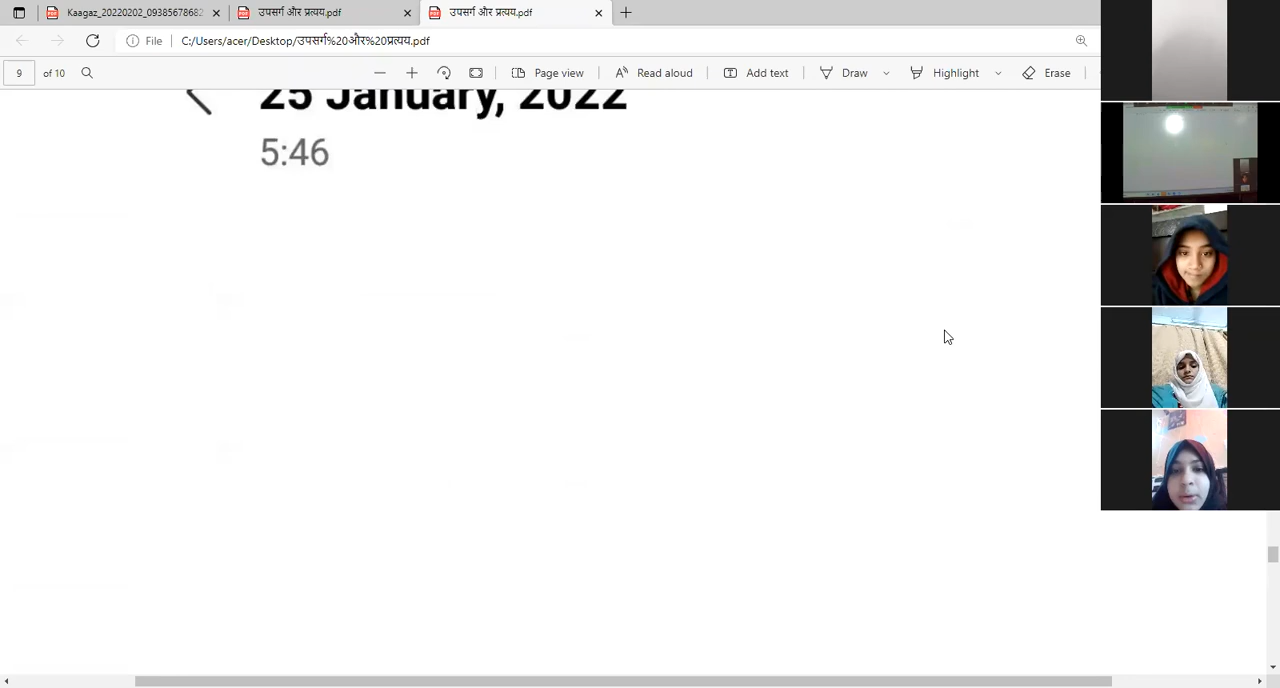 Kaagaz_20220202_09385678682
उपसर्ग और प्रत्यय.pdf
उपसर्ग और प्रत्यय.pdf
File
C:/Users/acer/Desktop/उपसर्ग%20और%20प्रत्यय.pdf
9 of 10
Page view
Read aloud
Add text
Draw
Highlight
Erase
25 January, 2022
5:46